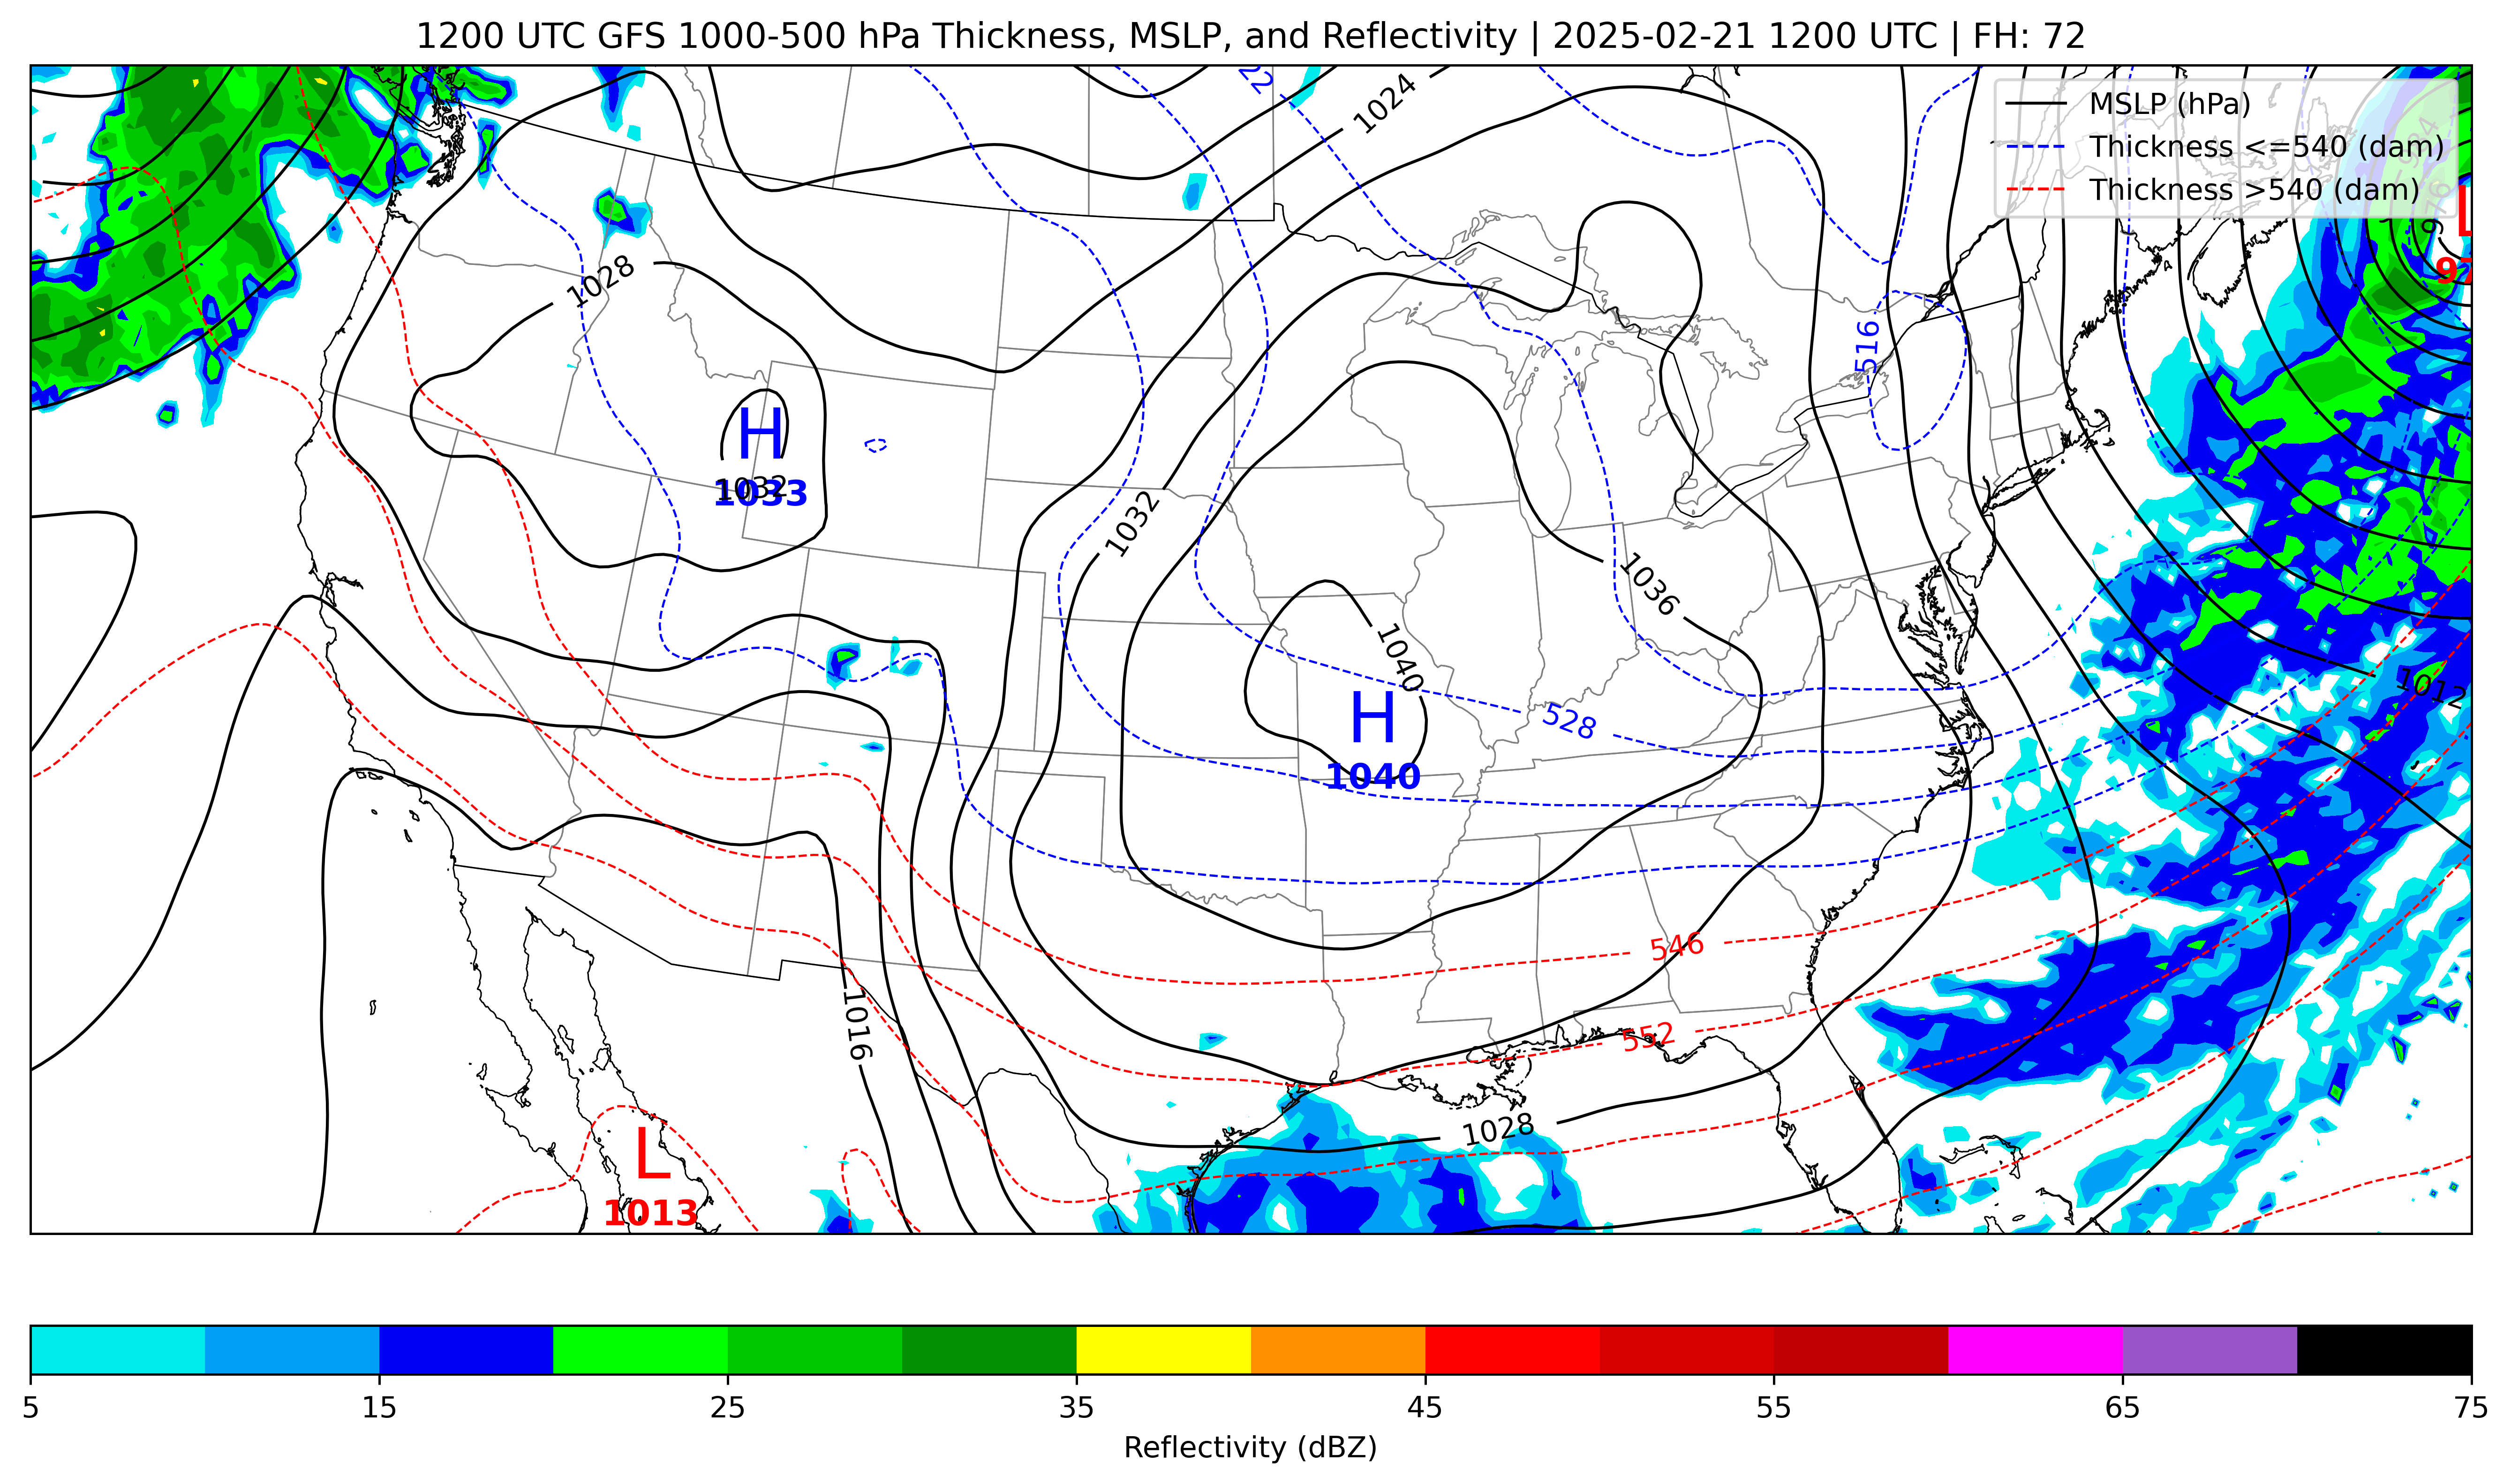 1200 UTC GFS 1000-500 hPa Thickness, MSLP, and Reflectivity | 2025-02-21 1200 UTC | FH: 72
1024
MSLP (hPa)
Thickness <=540 (dam)
Thickness >540 (dam)
L
1028
516
H
1032
1033
1032
1036
1040
H
1040
528
1012
546
552
1016
1028
L
1013
5
15
25
35
45
55
65
75
Reflectivity (dBZ)